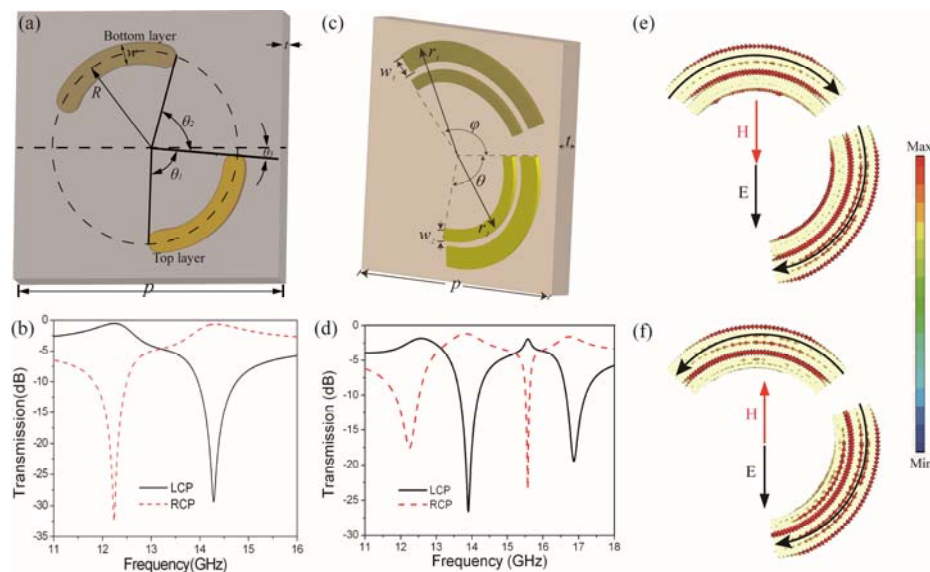 (a)
Bottom layer
w
t
R
θ2
θ3
θ1
Top layer
p
(b)
Transmission(dB)
0
-5
-10
-15
-20
-25
-30
-35
LCP
RCP
11 12 13 14 15 16
Frequency(GHz)
(c)
w1
r1
φ
t
θ
w2
r2
p
(d)
Transmission (dB)
0
-5
-10
-15
-20
-25
-30
LCP
RCP
11 12 13 14 15 16 17 18
Frequency (GHz)
(e)
H
E
(f)
H
E
Max
Min